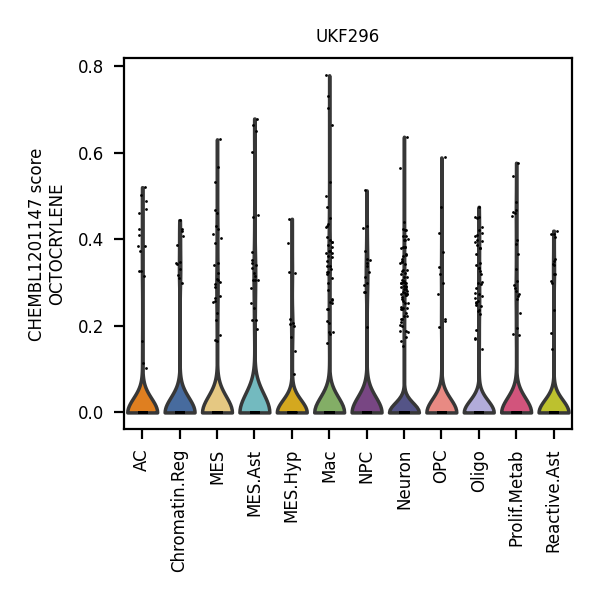 UKF296
CHEMBL1201147 score
OCTOCRYLENE
0.8
0.6
0.4
0.2
0.0
AC
Chromatin.Reg
MES
MES.Ast
MES.Hyp
Mac
NPC
Neuron
OPC
Oligo
Prolif.Metab
Reactive.Ast